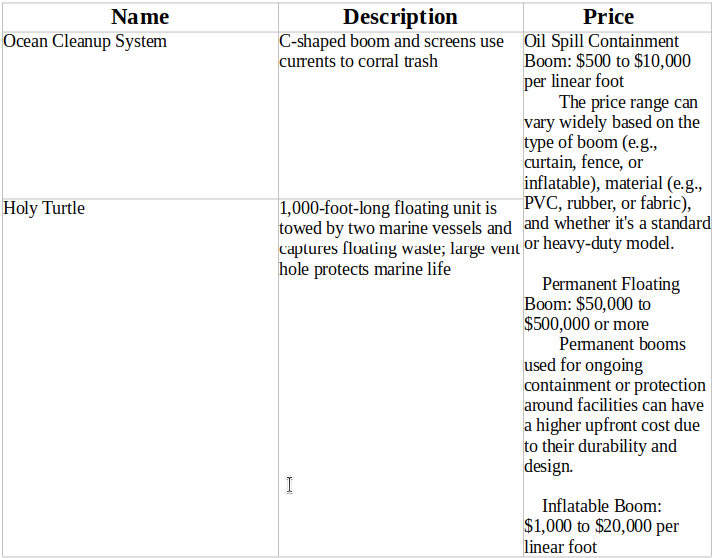 Name
Description
Price
Ocean Cleanup System
C-shaped boom and screens use
currents to corral trash
Oil Spill Containment
Boom: $500 to $10,000
per linear foot
The price range can
vary widely based on the
type of boom (e.g.,
curtain, fence, or
inflatable), material (e.g.,
PVC, rubber, or fabric),
and whether it's a standard
or heavy-duty model.
Permanent Floating
Boom: $50,000 to
$500,000 or more
Permanent booms
used for ongoing
containment or protection
around facilities can have
a higher upfront cost due
to their durability and
design.
Inflatable Boom:
$1,000 to $20,000 per
linear foot
Holy Turtle
1,000-foot-long floating unit is
towed by two marine vessels and
captures floating waste; large vent
hole protects marine life